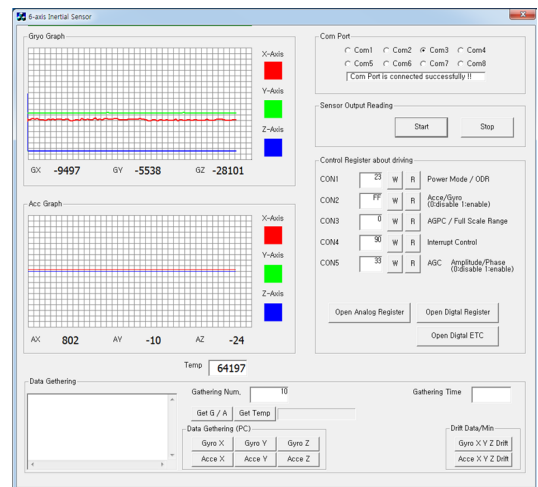 6-axis Inertial Sensor
Gryo Graph
X-Axis
Y-Axis
Z-Axis
GX -9497 GY -5538 GZ -28101
Acc Graph
X-Axis
Y-Axis
Z-Axis
AX 802 AY -10 AZ -24
Temp 64197
Com Port
Com1 Com2 Com3 Com4
Com5 Com6 Com7 Com8
Com Port is connected successfully !!
Sensor Output Reading
Start Stop
Control Register about driving
CON1 23 W R Power Mode / ODR
CON2 FF W R Acce/Gyro
(0:disable 1:enable)
CON3 0 W R AGPC / Full Scale Range
CON4 90 W R Interrupt Control
CON5 33 W R AGC Amplitude/Phase
(0:disable 1:enable)
Open Analog Register Open Digtal Register
Open Digtal ETC
Data Gethering
Gathering Num, 10 Gathering Time
Get G / A Get Temp
Data Gethering (PC)
Gyro X Gyro Y Gyro Z
Acce X Acce Y Acce Z
Drift Data/Min
Gyro X Y Z Drift
Acce X Y Z Drift